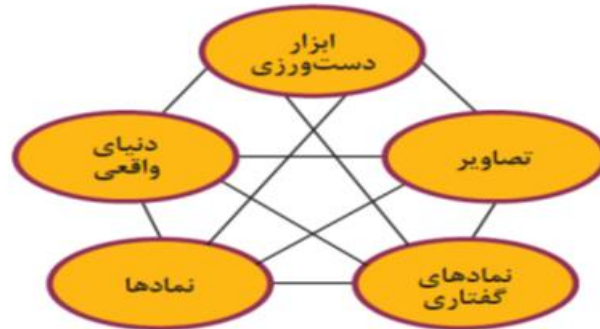 ابزار
دست‌ورزی
دنیای
واقعی
تصاویر
نمادها
نمادهای
گفتاری